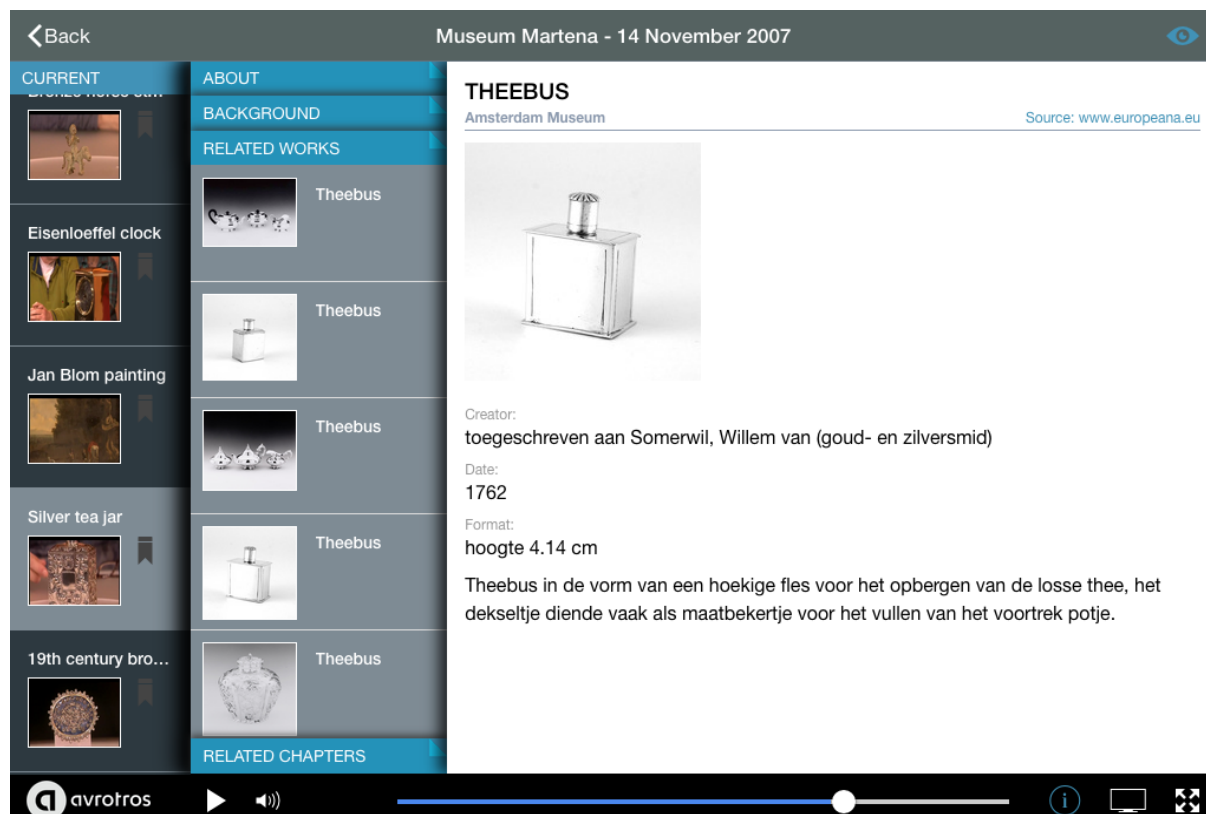 Back
Museum Martena - 14 November 2007
CURRENT
Eisenloeffel clock
Jan Blom painting
Silver tea jar
19th century bro...
ABOUT
BACKGROUND
RELATED WORKS
Theebus
Theebus
Theebus
Theebus
Theebus
RELATED CHAPTERS
THEEBUS
Amsterdam Museum
Source: www.europeana.eu
Creator:
toegeschreven aan Somerwil, Willem van (goud- en zilversmid)
Date:
1762
Format:
hoogte 4.14 cm
Theebus in de vorm van een hoekige fles voor het opbergen van de losse thee, het
dekseltje diende vaak als maatbekertje voor het vullen van het voortrek potje.
avrotros